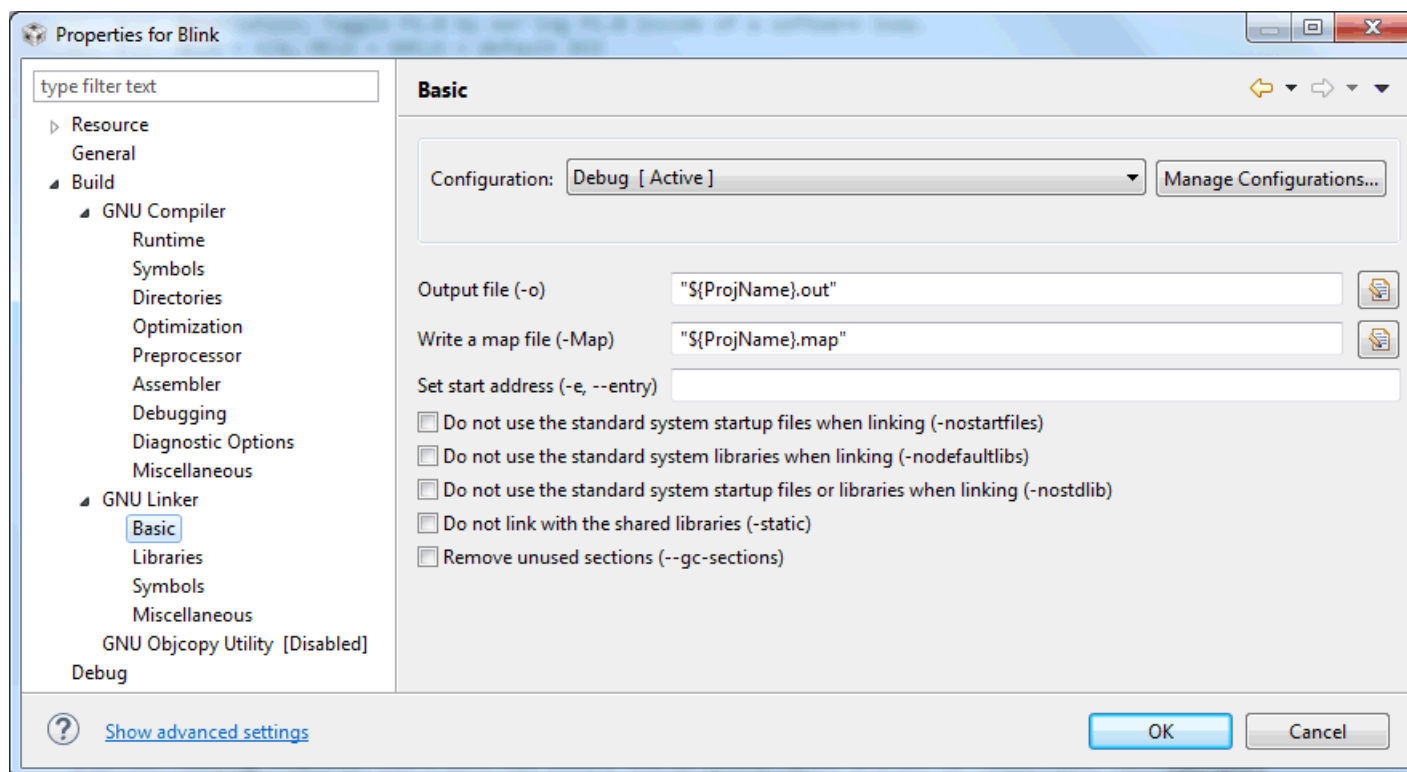 Properties for Blink
type filter text
Resource
General
Build
GNU Compiler
Runtime
Symbols
Directories
Optimization
Preprocessor
Assembler
Debugging
Diagnostic Options
Miscellaneous
GNU Linker
Basic
Libraries
Symbols
Miscellaneous
GNU Objcopy Utility [Disabled]
Debug
Basic
Configuration: Debug [ Active ] Manage Configurations...
Output file (-o) "${ProjName}.out"
Write a map file (-Map) "${ProjName}.map"
Set start address (-e, --entry)
Do not use the standard system startup files when linking (-nostartfiles)
Do not use the standard system libraries when linking (-nodefaultlibs)
Do not use the standard system startup files or libraries when linking (-nostdlib)
Do not link with the shared libraries (-static)
Remove unused sections (--gc-sections)
? Show advanced settings OK Cancel